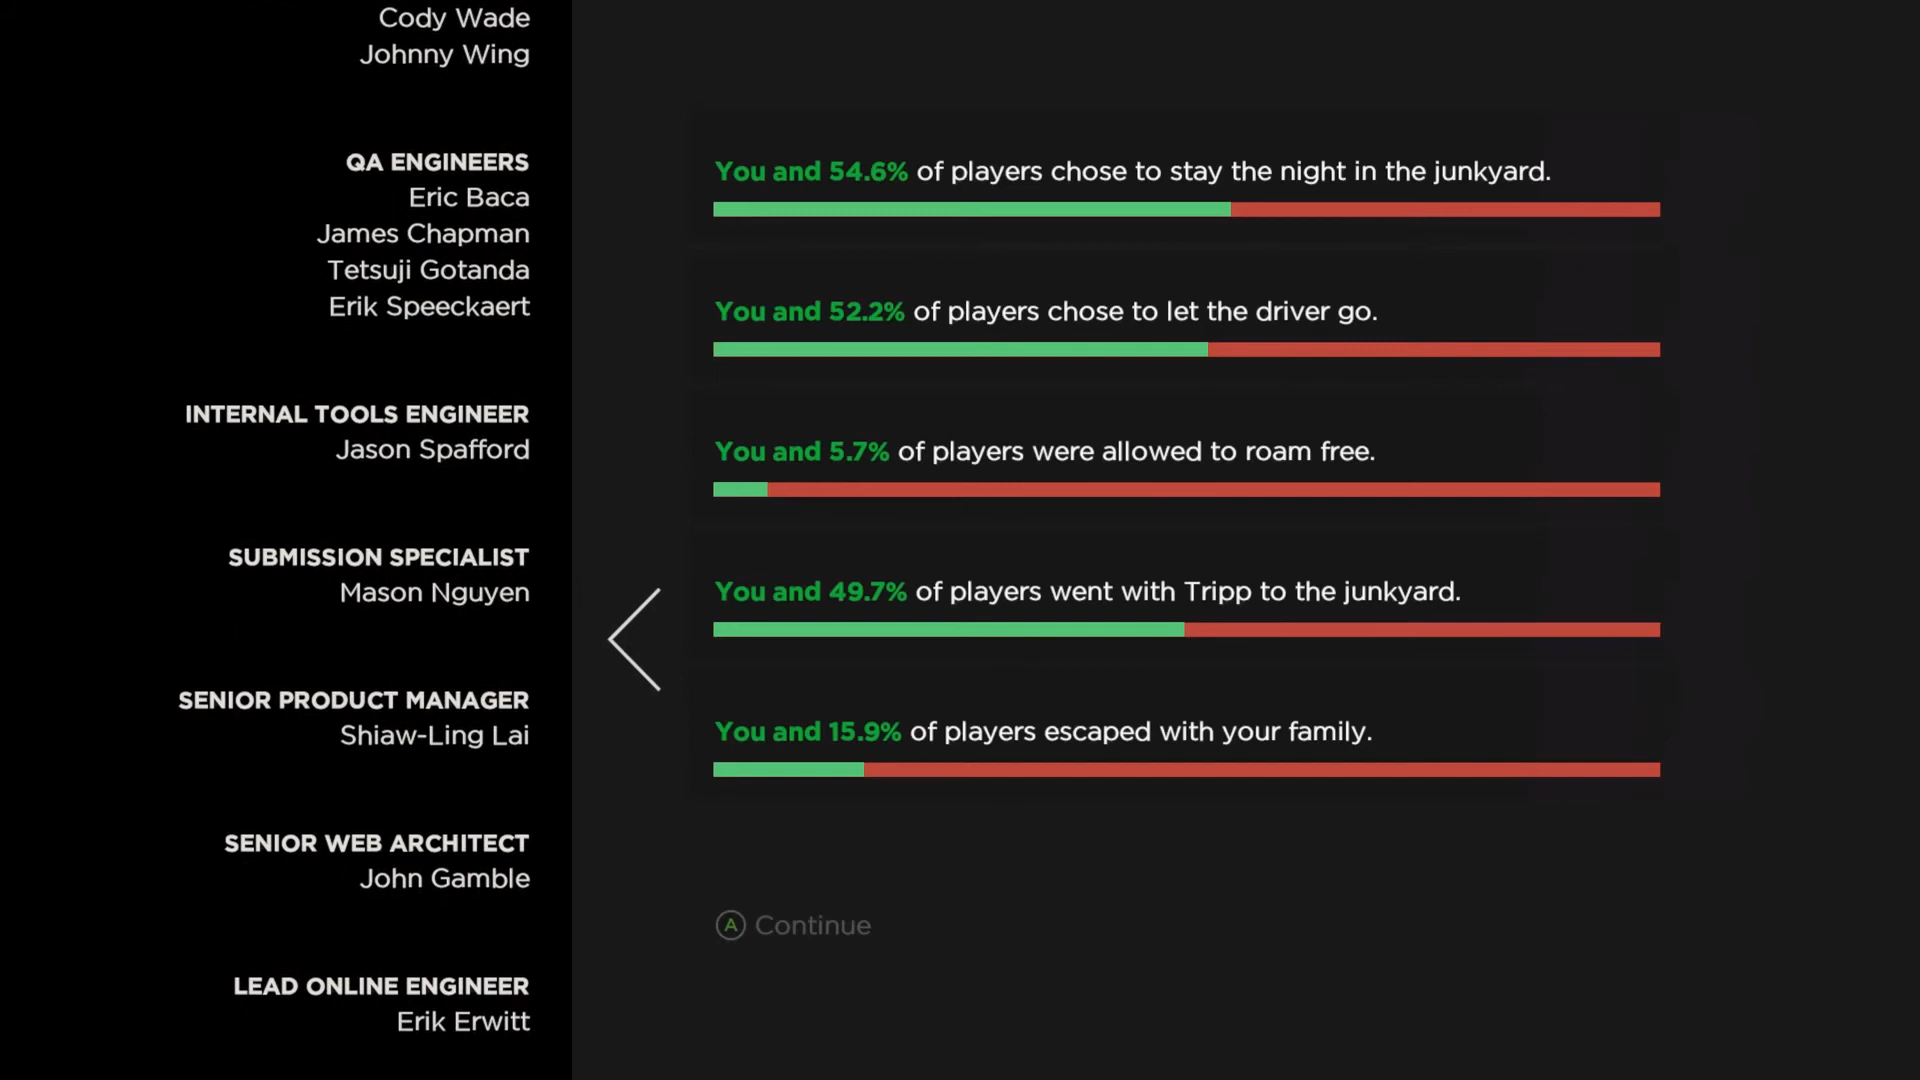 Cody Wade
Johnny Wing
QA ENGINEERS
Eric Baca
James Chapman
Tetsuji Gotanda
Erik Speeckaert
INTERNAL TOOLS ENGINEER
Jason Spafford
SUBMISSION SPECIALIST
Mason Nguyen
SENIOR PRODUCT MANAGER
Shiaw-Ling Lai
SENIOR WEB ARCHITECT
John Gamble
LEAD ONLINE ENGINEER
Erik Erwitt
You and 54.6% of players chose to stay the night in the junkyard.
You and 52.2% of players chose to let the driver go.
You and 5.7% of players were allowed to roam free.
You and 49.7% of players went with Tripp to the junkyard.
You and 15.9% of players escaped with your family.
A Continue